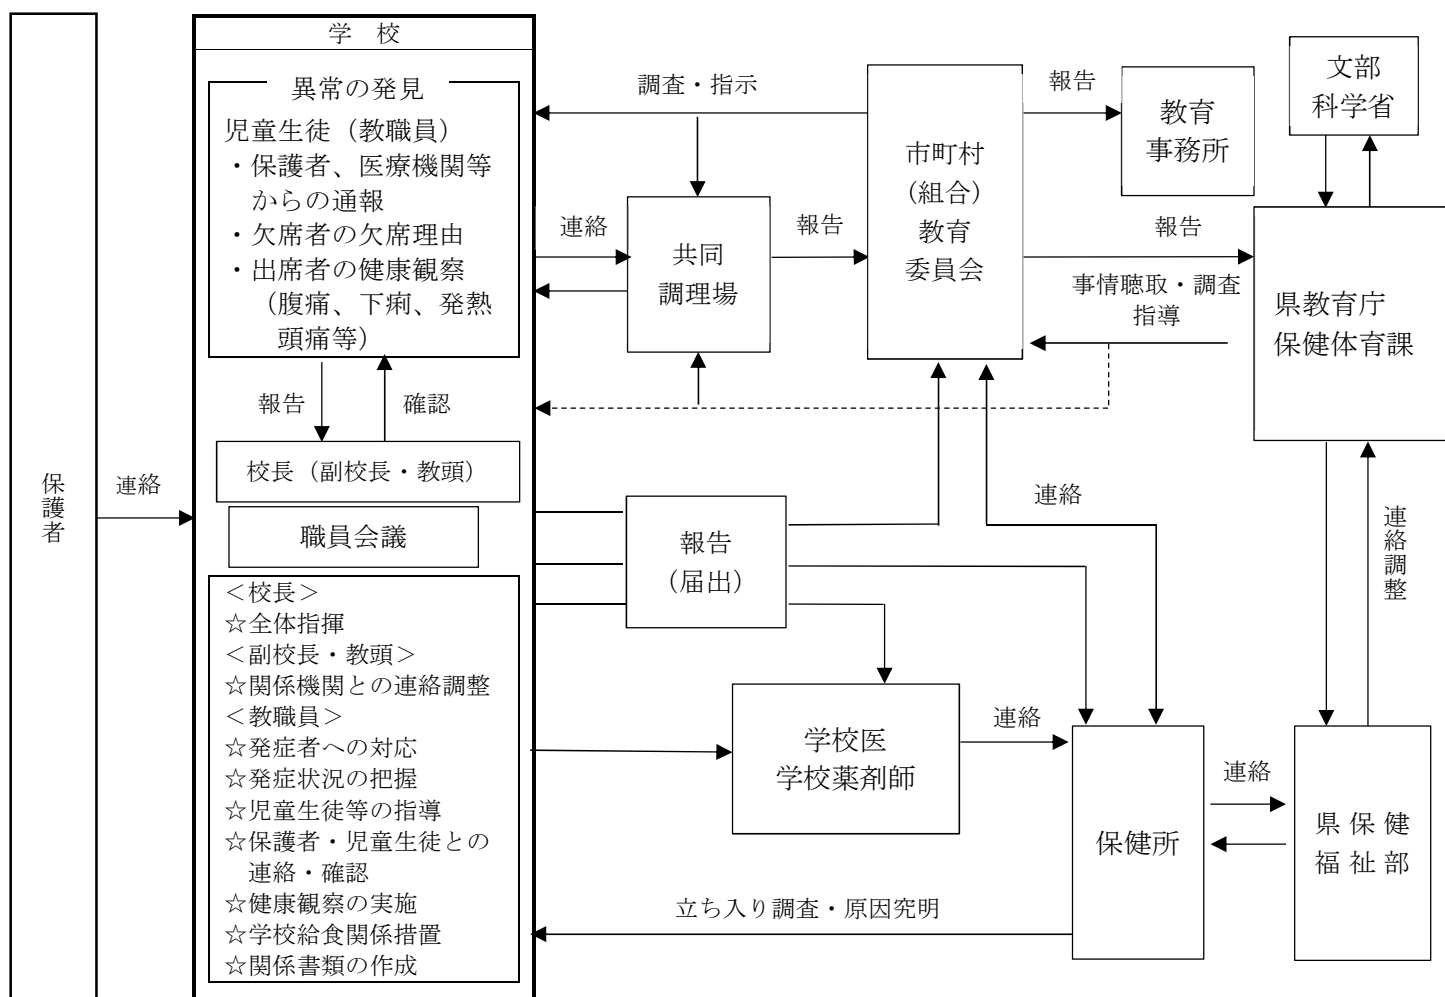 学　校
異常の発見
児童生徒（教職員）
・保護者、医療機関等
からの通報
・欠席者の欠席理由
・出席者の健康観察
（腹痛、下痢、発熱
頭痛等）
報告
確認
校長（副校長・教頭）
職員会議
＜校長＞
☆全体指揮
＜副校長・教頭＞
☆関係機関との連絡調整
＜教職員＞
☆発症者への対応
☆発症状況の把握
☆児童生徒等の指導
☆保護者・児童生徒との
連絡・確認
☆健康観察の実施
☆学校給食関係措置
☆関係書類の作成
保護者
連絡
調査・指示
連絡
共同
調理場
報告
市町村
（組合）
教育
委員会
報告
教育
事務所
文部
科学省
報告
事情聴取・調査
指導
県教育庁
保健体育課
報告
（届出）
連絡
連絡調整
学校医
学校薬剤師
連絡
保健所
連絡
県保健
福祉部
立ち入り調査・原因究明